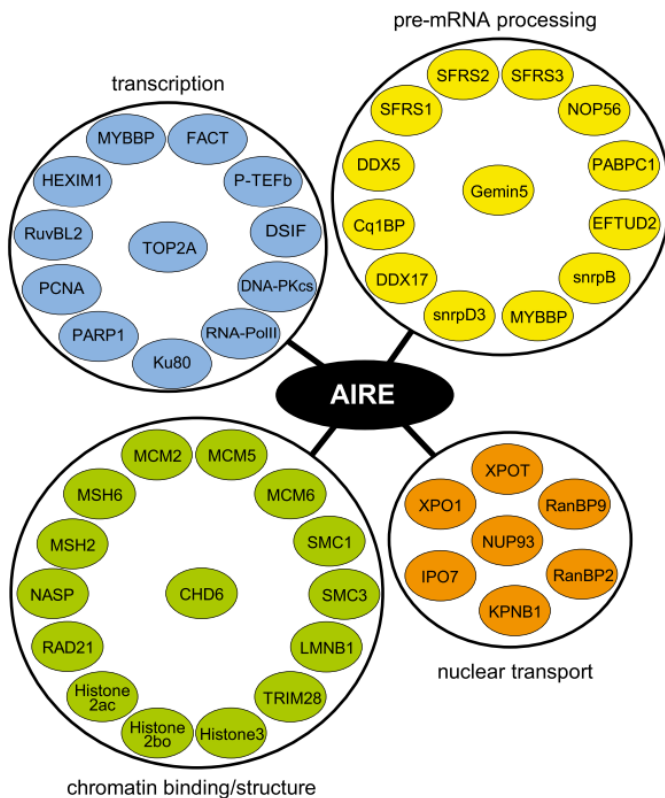 pre-mRNA processing
SFRS2
SFRS3
SFRS1
NOP56
DDX5
PABPC1
Gemin5
Cq1BP
EFTUD2
DDX17
snrpB
snrpD3
MYBBP
transcription
MYBBP
FACT
HEXIM1
P-TEFb
RuvBL2
TOP2A
DSIF
PCNA
DNA-PKcs
PARP1
RNA-PolII
Ku80
AIRE
MCM2
MCM5
MSH6
MCM6
MSH2
SMC1
NASP
CHD6
SMC3
RAD21
LMNB1
Histone
2ac
TRIM28
Histone
2bo
Histone3
chromatin binding/structure
XPOT
XPO1
RanBP9
NUP93
IPO7
RanBP2
KPNB1
nuclear transport